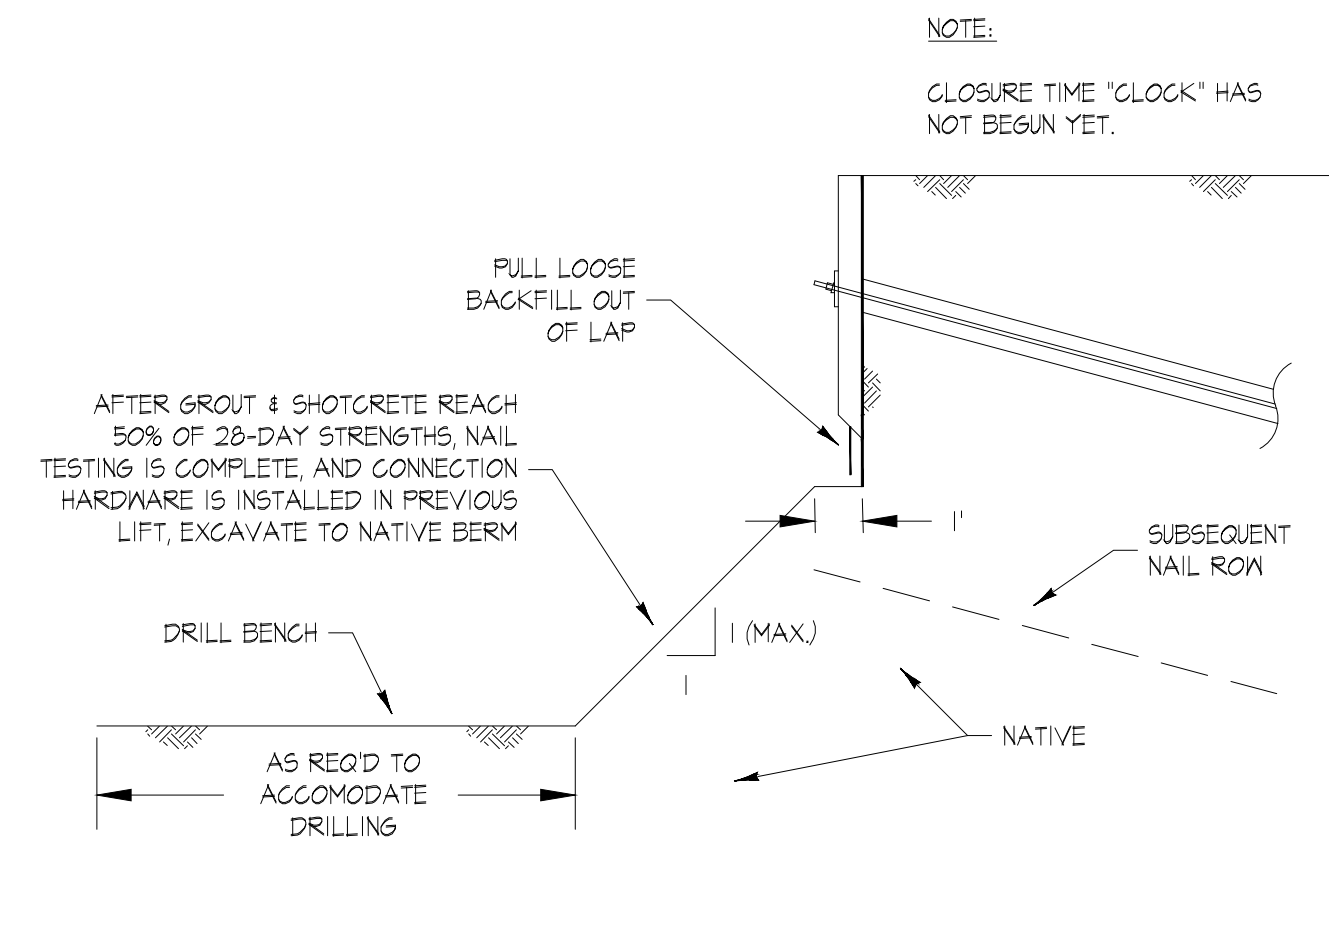 NOTE:
CLOSURE TIME "CLOCK" HAS
NOT BEGUN YET.
PULL LOOSE
BACKFILL OUT
OF LAP
AFTER GROUT & SHOTCRETE REACH
50% OF 28-DAY STRENGTHS, NAIL
TESTING IS COMPLETE, AND CONNECTION
HARDWARE IS INSTALLED IN PREVIOUS
LIFT, EXCAVATE TO NATIVE BERM
1'
SUBSEQUENT
NAIL ROW
DRILL BENCH
1 (MAX.)
1
NATIVE
AS REQ'D TO
ACCOMODATE
DRILLING